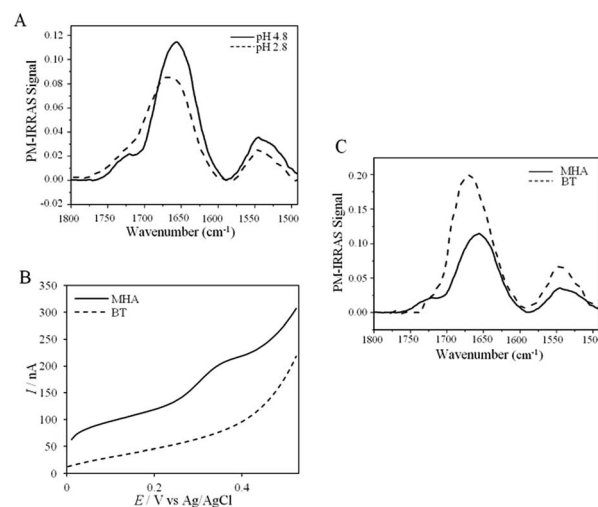 A
pH 4.8
pH 2.8
PM-IRRAS Signal
0.12
0.10
0.08
0.06
0.04
0.02
0.00
-0.02
1800 1750 1700 1650 1600 1550 1500
Wavenumber (cm-1)
B
MHA
BT
I / nA
350
300
250
200
150
100
50
0
0 0.2 0.4
E / V vs Ag/AgCl
C
MHA
BT
PM-IRRAS Signal
0.20
0.15
0.10
0.05
0.00
1800 1750 1700 1650 1600 1550 1500
Wavenumber (cm-1)